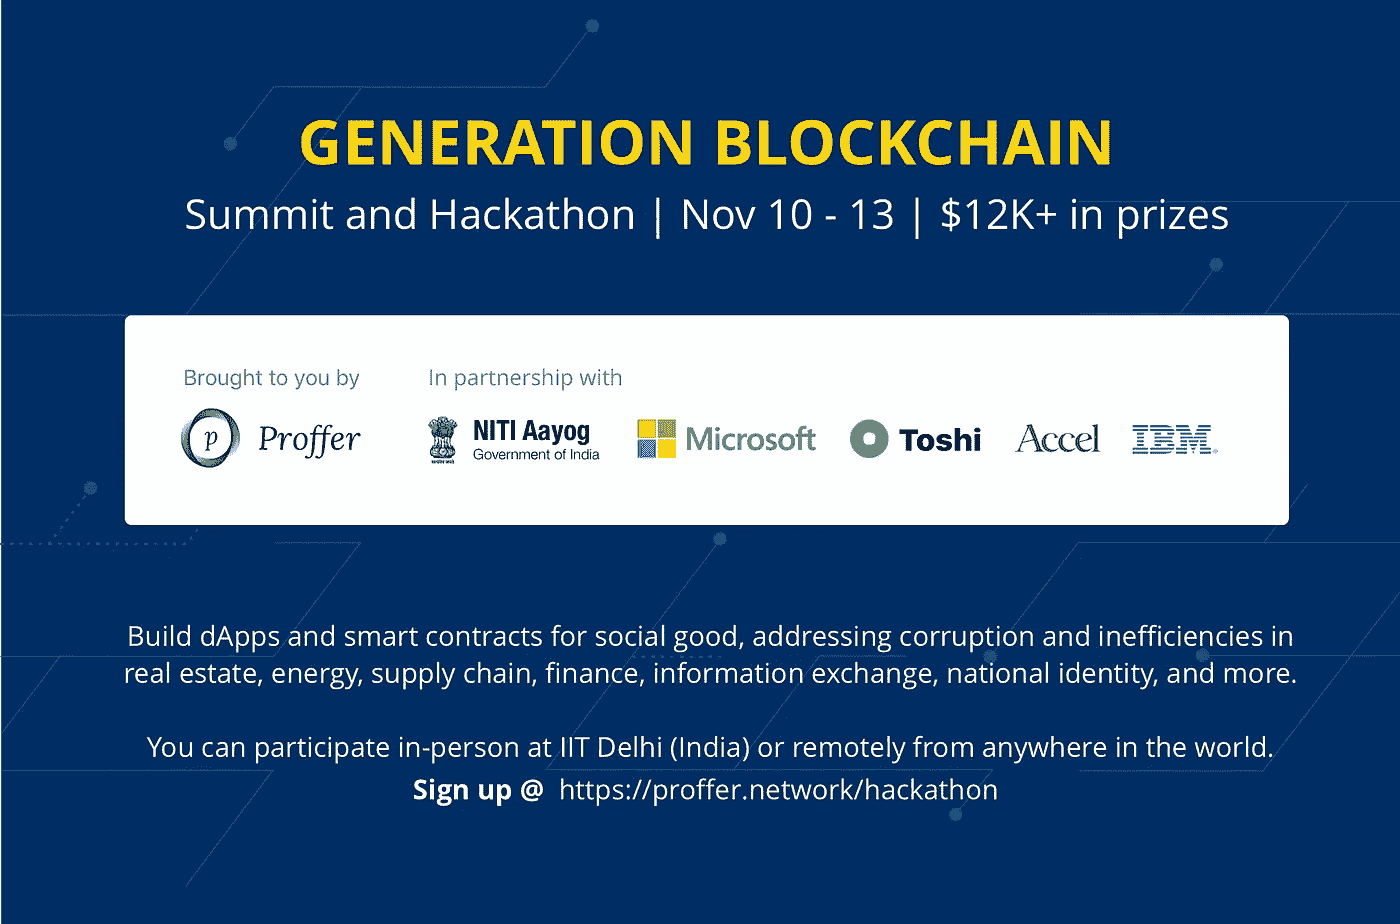 GENERATION BLOCKCHAIN
Summit and Hackathon | Nov 10 - 13 | $12K+ in prizes
Brought to you by
In partnership with
p Proffer
NITI Aayog
Government of India
Microsoft
Toshi
Accel
IBM
Build dApps and smart contracts for social good, addressing corruption and inefficiencies in
real estate, energy, supply chain, finance, information exchange, national identity, and more.
You can participate in-person at IIT Delhi (India) or remotely from anywhere in the world.
Sign up @ https://proffer.network/hackathon